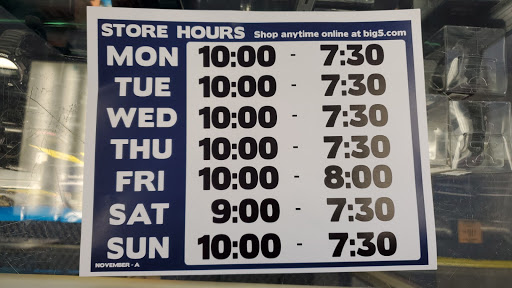 STORE HOURS Shop anytime online at big5.com
MON 10:00 - 7:30
TUE 10:00 - 7:30
WED 10:00 - 7:30
THU 10:00 - 7:30
FRI 10:00 - 8:00
SAT 9:00 - 7:30
SUN 10:00 - 7:30
NOVEMBER - A